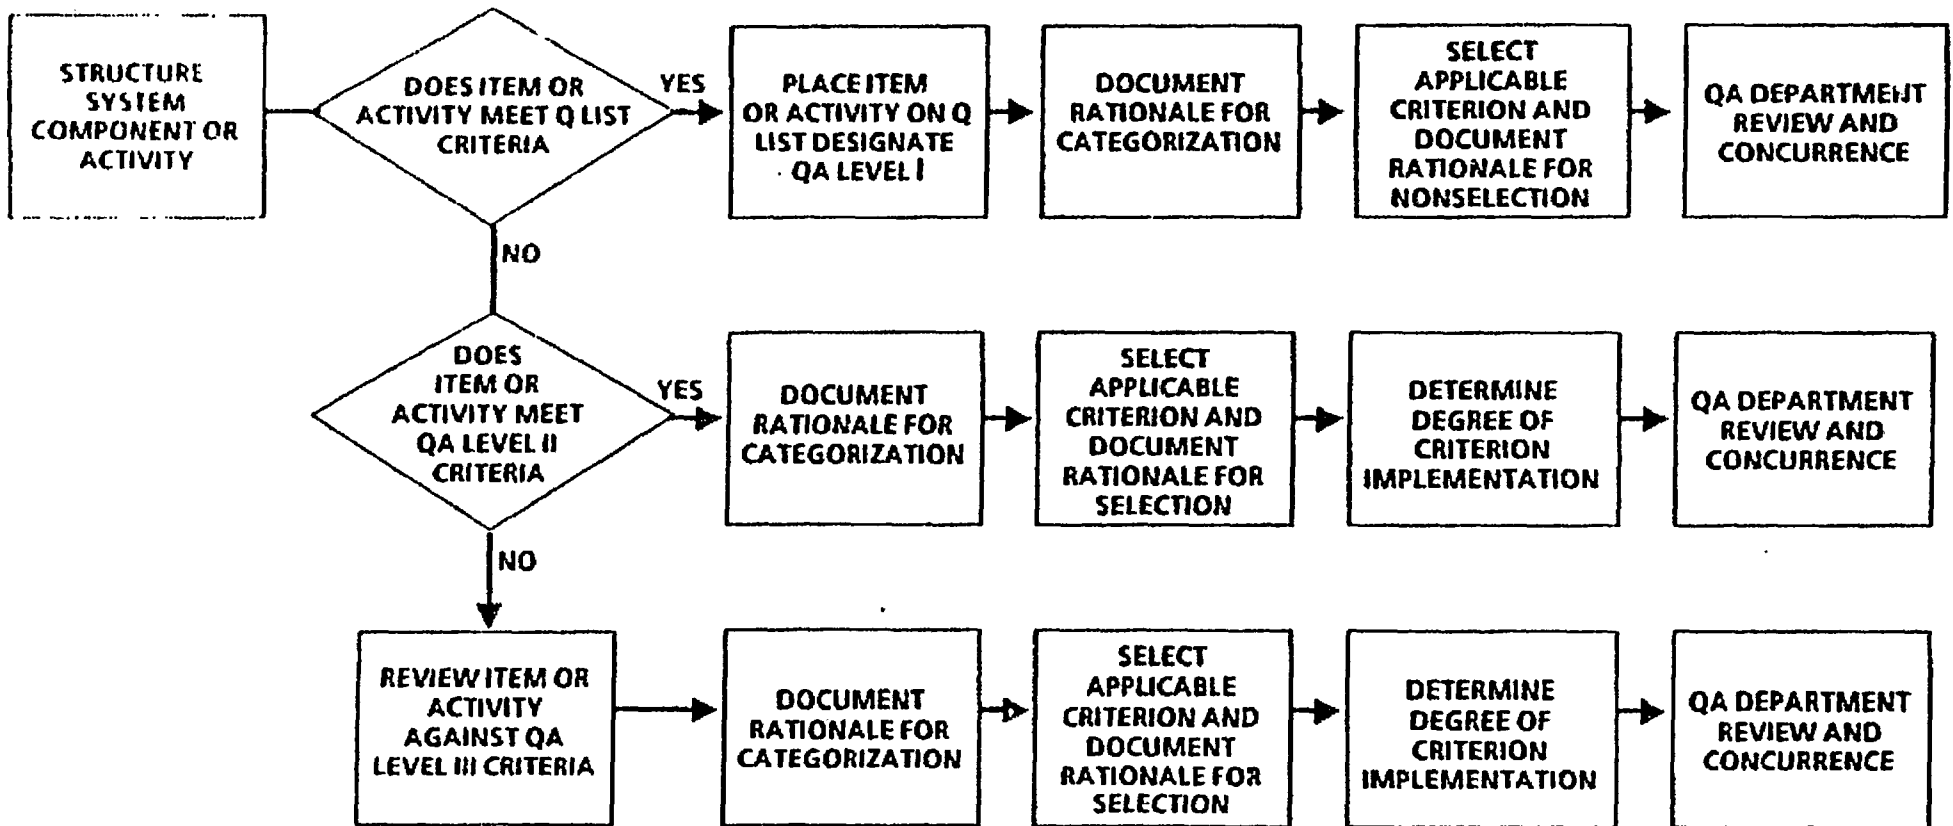 STRUCTURE
SYSTEM
COMPONENT OR
ACTIVITY
DOES ITEM OR
ACTIVITY MEET Q LIST
CRITERIA
YES
PLACE ITEM
OR ACTIVITY ON Q
LIST DESIGNATE
QA LEVEL I
DOCUMENT
RATIONALE FOR
CATEGORIZATION
SELECT
APPLICABLE
CRITERION AND
DOCUMENT
RATIONALE FOR
NONSELECTION
QA DEPARTMENT
REVIEW AND
CONCURRENCE
NO
DOES
ITEM OR
ACTIVITY MEET
QA LEVEL II
CRITERIA
YES
DOCUMENT
RATIONALE FOR
CATEGORIZATION
SELECT
APPLICABLE
CRITERION AND
DOCUMENT
RATIONALE FOR
SELECTION
DETERMINE
DEGREE OF
CRITERION
IMPLEMENTATION
QA DEPARTMENT
REVIEW AND
CONCURRENCE
NO
REVIEW ITEM OR
ACTIVITY
AGAINST QA
LEVEL III CRITERIA
DOCUMENT
RATIONALE FOR
CATEGORIZATION
SELECT
APPLICABLE
CRITERION AND
DOCUMENT
RATIONALE FOR
SELECTION
DETERMINE
DEGREE OF
CRITERION
IMPLEMENTATION
QA DEPARTMENT
REVIEW AND
CONCURRENCE